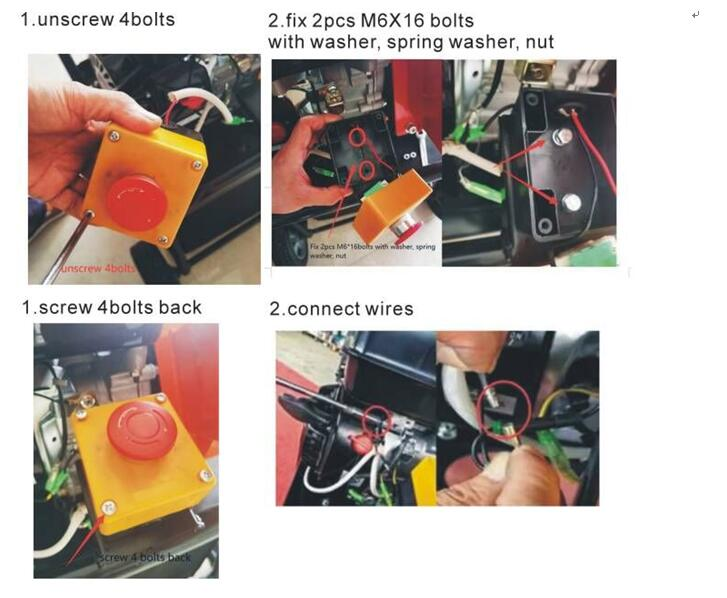 1.unscrew 4bolts
2.fix 2pcs M6X16 bolts
with washer, spring washer, nut
unscrew 4bolts
Fix 2pcs M6*16bolts with washer, spring
washer, nut
1.screw 4bolts back
2.connect wires
screw 4 bolts back